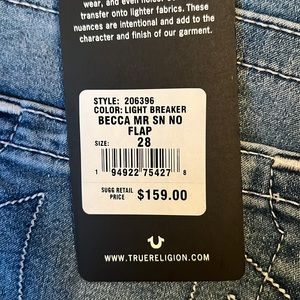 wear, and even holes
transfer onto lighter fabrics. These
nuances are intentional and add to the
character and finish of our garment.
STYLE: 206396
COLOR: LIGHT BREAKER
BECCA MR SN NO
FLAP
SIZE: 28
1 94922 75427 8
SUGG RETAIL
PRICE $159.00
WWW.TRUERELIGION.COM